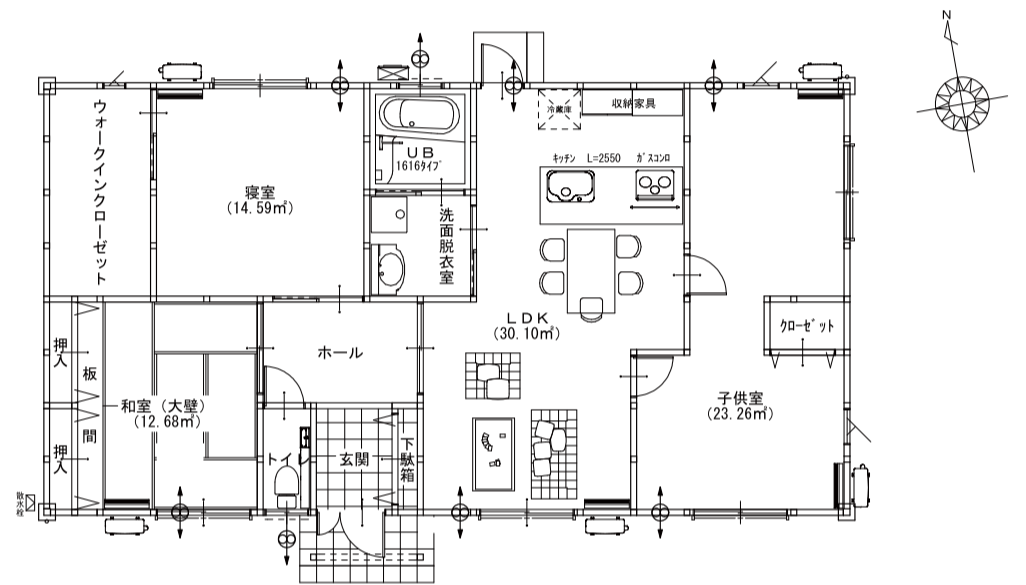 N
冷蔵庫
収納家具
ウォークインクローゼット
UB
1616ﾀｲﾌﾟ
キッチン L=2550 ガスコンロ
寝室
(14.59㎡)
洗面脱衣室
LDK
(30.10㎡)
クローゼット
ホール
押入
板間
和室（大壁）
(12.68㎡)
子供室
(23.26㎡)
押入
トイレ
玄関
下駄箱
散水栓